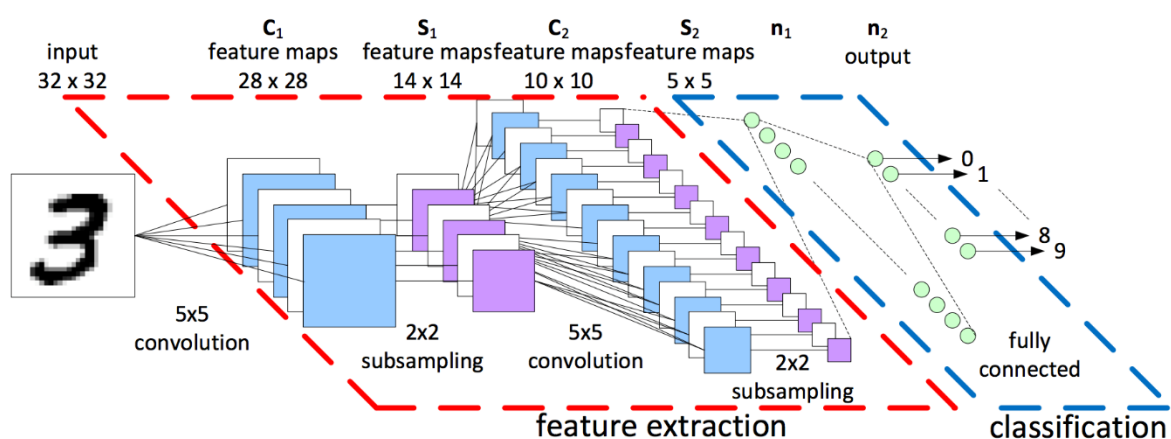 C1 S1 C2 S2 n1 n2
input feature maps feature maps feature maps feature maps output
32 x 32 28 x 28 14 x 14 10 x 10 5 x 5
0
1
8
9
5x5
convolution
2x2
subsampling
5x5
convolution
2x2
subsampling
fully
connected
feature extraction
classification